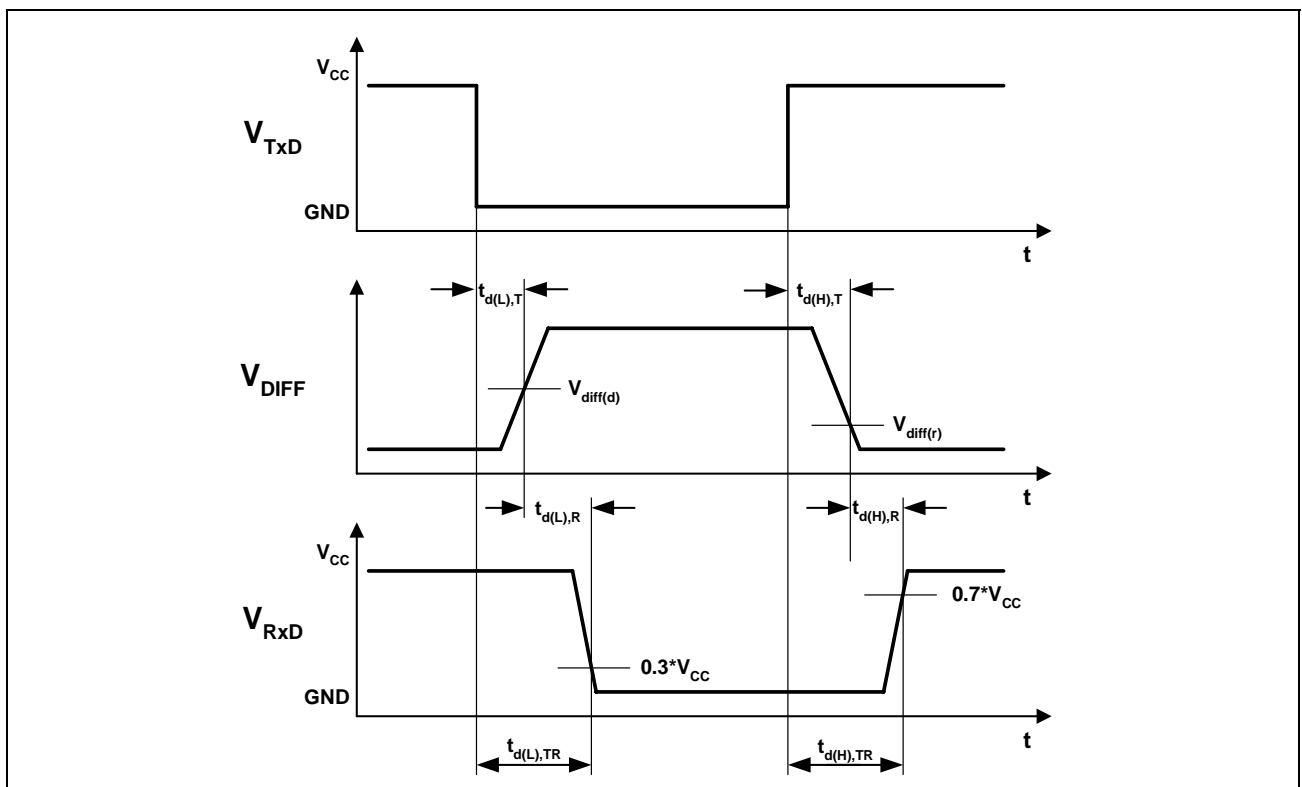 V_CC
V_TxD
GND
t
t_d(L),T
t_d(H),T
V_DIFF
V_diff(d)
V_diff(r)
t
t_d(L),R
t_d(H),R
V_CC
0.7*V_CC
V_RxD
0.3*V_CC
GND
t
t_d(L),TR
t_d(H),TR